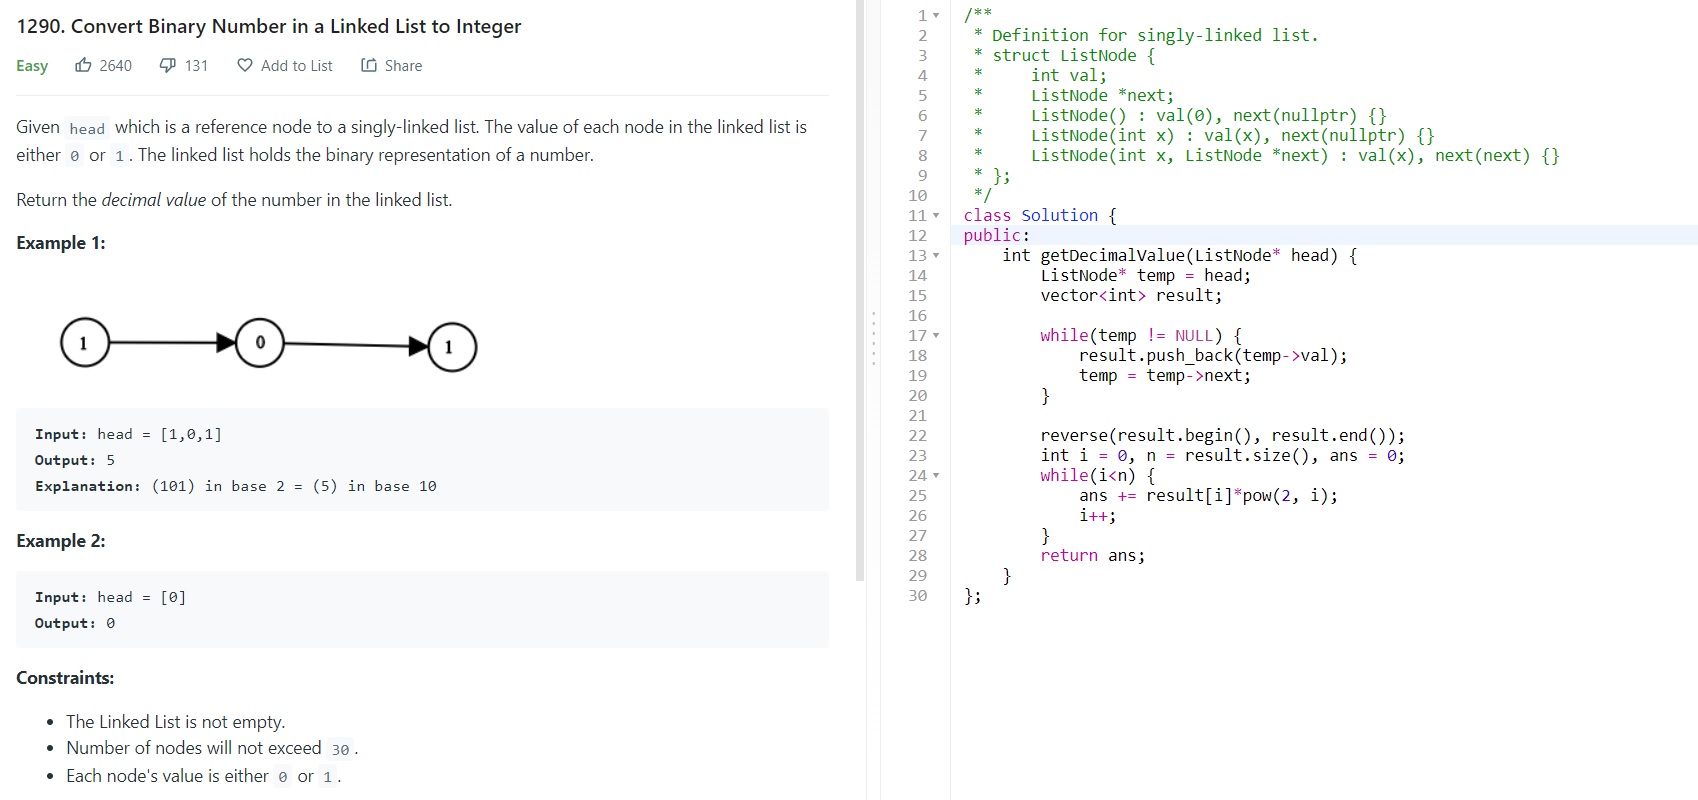 1290. Convert Binary Number in a Linked List to Integer
Easy 2640 131 Add to List Share
Given head which is a reference node to a singly-linked list. The value of each node in the linked list is
either 0 or 1. The linked list holds the binary representation of a number.
Return the decimal value of the number in the linked list.
Example 1:
1 0 1
Input: head = [1,0,1]
Output: 5
Explanation: (101) in base 2 = (5) in base 10
Example 2:
Input: head = [0]
Output: 0
Constraints:
• The Linked List is not empty.
• Number of nodes will not exceed 30.
• Each node's value is either 0 or 1.
1 /**
2 * Definition for singly-linked list.
3 * struct ListNode {
4 * int val;
5 * ListNode *next;
6 * ListNode() : val(0), next(nullptr) {}
7 * ListNode(int x) : val(x), next(nullptr) {}
8 * ListNode(int x, ListNode *next) : val(x), next(next) {}
9 * };
10 */
11 class Solution {
12 public:
13 int getDecimalValue(ListNode* head) {
14 ListNode* temp = head;
15 vector<int> result;
16
17 while(temp != NULL) {
18 result.push_back(temp->val);
19 temp = temp->next;
20 }
21
22 reverse(result.begin(), result.end());
23 int i = 0, n = result.size(), ans = 0;
24 while(i<n) {
25 ans += result[i]*pow(2, i);
26 i++;
27 }
28 return ans;
29 }
30 };